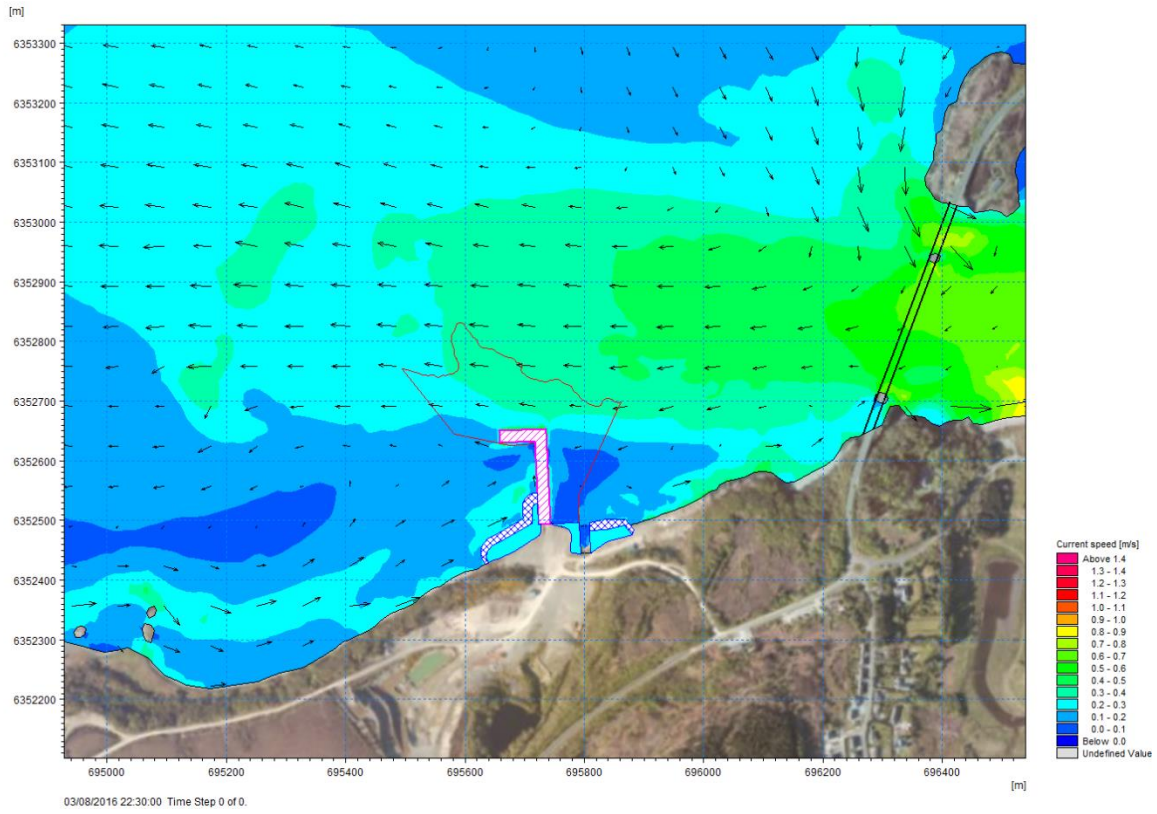 [m]
6353300
6353200
6353100
6353000
6352900
6352800
6352700
6352600
6352500
6352400
6352300
6352200
695000 695200 695400 695600 695800 696000 696200 696400
[m]
03/08/2016 22:30:00 Time Step 0 of 0.
Current speed [m/s]
Above 1.4
1.3 - 1.4
1.2 - 1.3
1.1 - 1.2
1.0 - 1.1
0.9 - 1.0
0.8 - 0.9
0.7 - 0.8
0.6 - 0.7
0.5 - 0.6
0.4 - 0.5
0.3 - 0.4
0.2 - 0.3
0.1 - 0.2
0.0 - 0.1
Below 0.0
Undefined Value